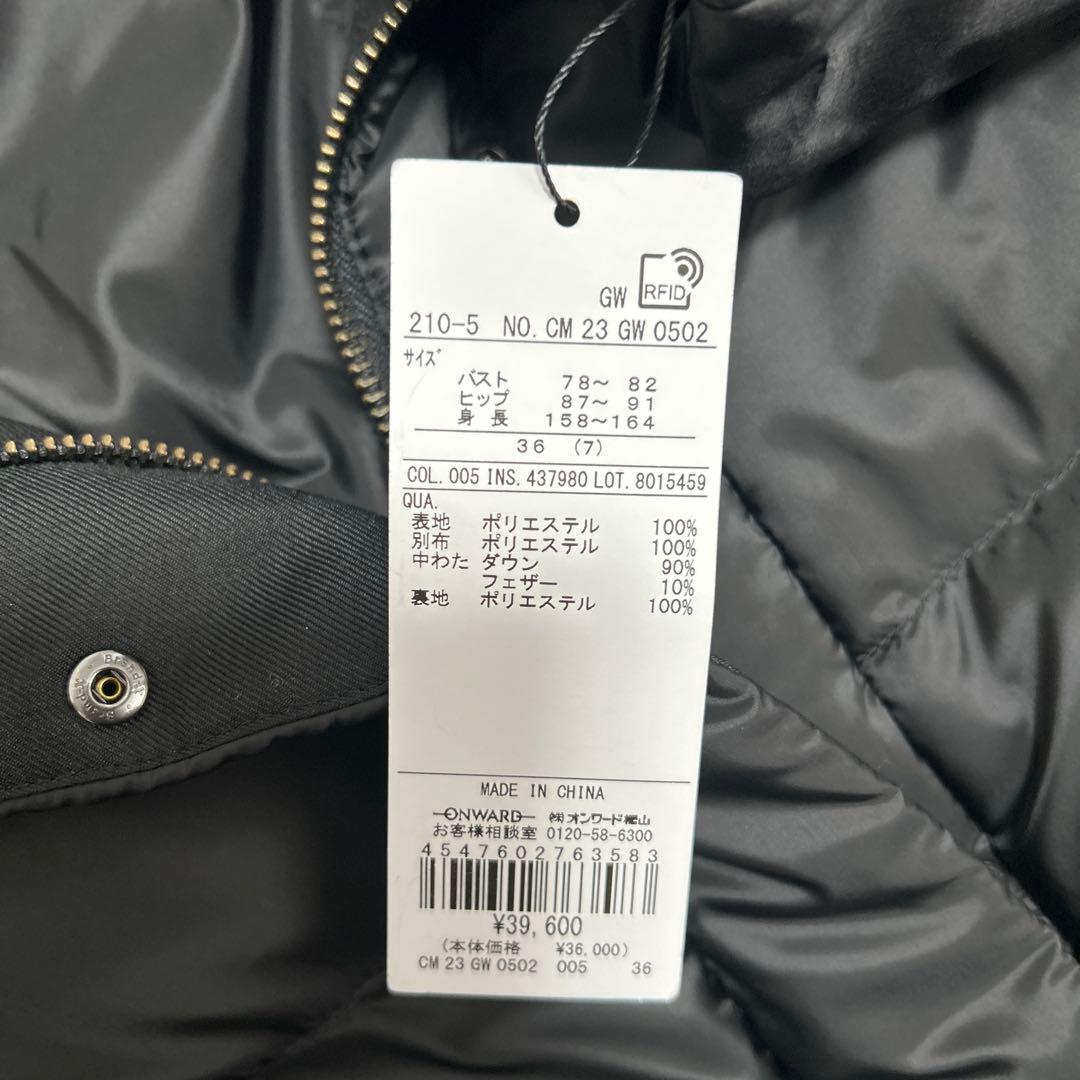 GW RFID
210-5 NO. CM 23 GW 0502
サイズ
バスト 78～ 82
ヒップ 87～ 91
身 長 158～164
36 (7)
COL. 005 INS. 437980 LOT. 8015459
QUA.
表地 ポリエステル 100%
別布 ポリエステル 100%
中わた ダウン 90%
フェザー 10%
裏地 ポリエステル 100%
Brand-K
Brand-K
MADE IN CHINA
ONWARD ㈱オンワード樫山
お客様相談室 0120-58-6300
4547602763583
¥39,600
(本体価格 ¥36,000)
CM 23 GW 0502 005 36